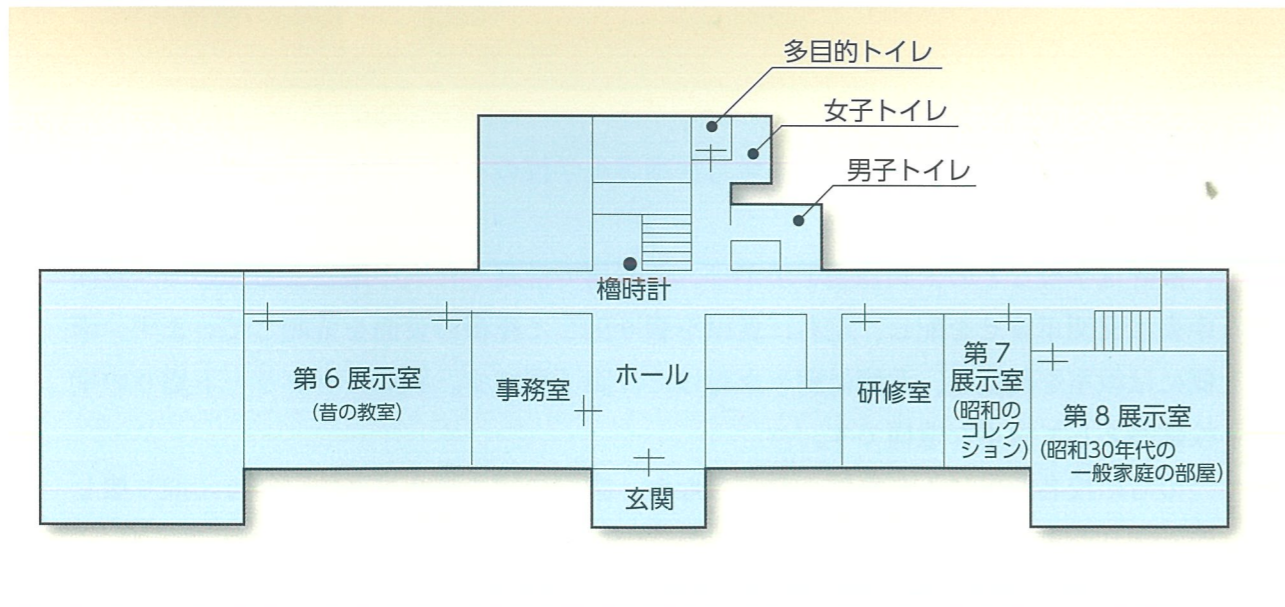 多目的トイレ
女子トイレ
男子トイレ
櫓時計
第6展示室
(昔の教室)
事務室
ホール
玄関
研修室
第7
展示室
(昭和の
コレク
ション)
第8展示室
(昭和30年代の
一般家庭の部屋)